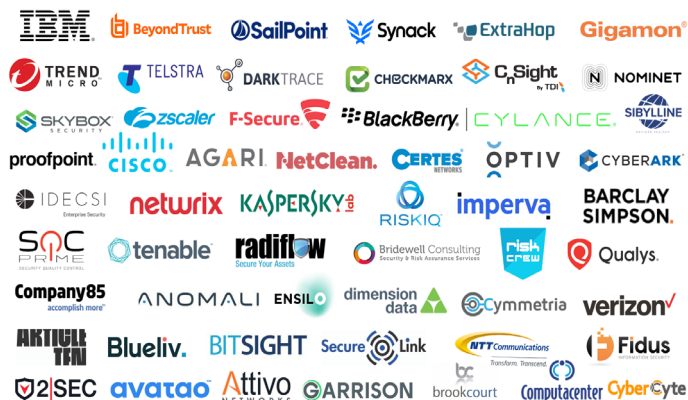 IBM
BeyondTrust
SailPoint
Synack
ExtraHop
Gigamon
TREND
MICRO
TELSTRA
DARKTRACE
CHECKMARX
CnSight
By TDI
N
NOMINET
SKYBOX
SECURITY
zscaler
F-Secure
BlackBerry
CYLANCE
SIBYLLINE
proofpoint
CISCO
AGARI
NetClean
CERTES
NETWORKS
OPTIV
CYBERARK
IDECSI
Enterprise Security
netwrix
KASPERSKY lab
RISKIQ
imperva
BARCLAY
SIMPSON
SOC
PRIME
SECURITY QUALITY CONTROL
tenable
radiflow
Secure Your Assets
Bridewell Consulting
Security & Risk Assurance Services
risk
crew
Qualys.
Company85
accomplish more
ANOMALI
ENSILO
dimension
data
Cymmetria
verizon
ARTICLE
TEN
Blueliv.
BITSIGHT
Secure Link
NTT Communications
Transform. Transcend.
Fidus
INFORMATION SECURITY
2|SEC
avatao
Attivo
NETWORKS
GARRISON
bc
brookcourt
Computacenter
CyberCyte